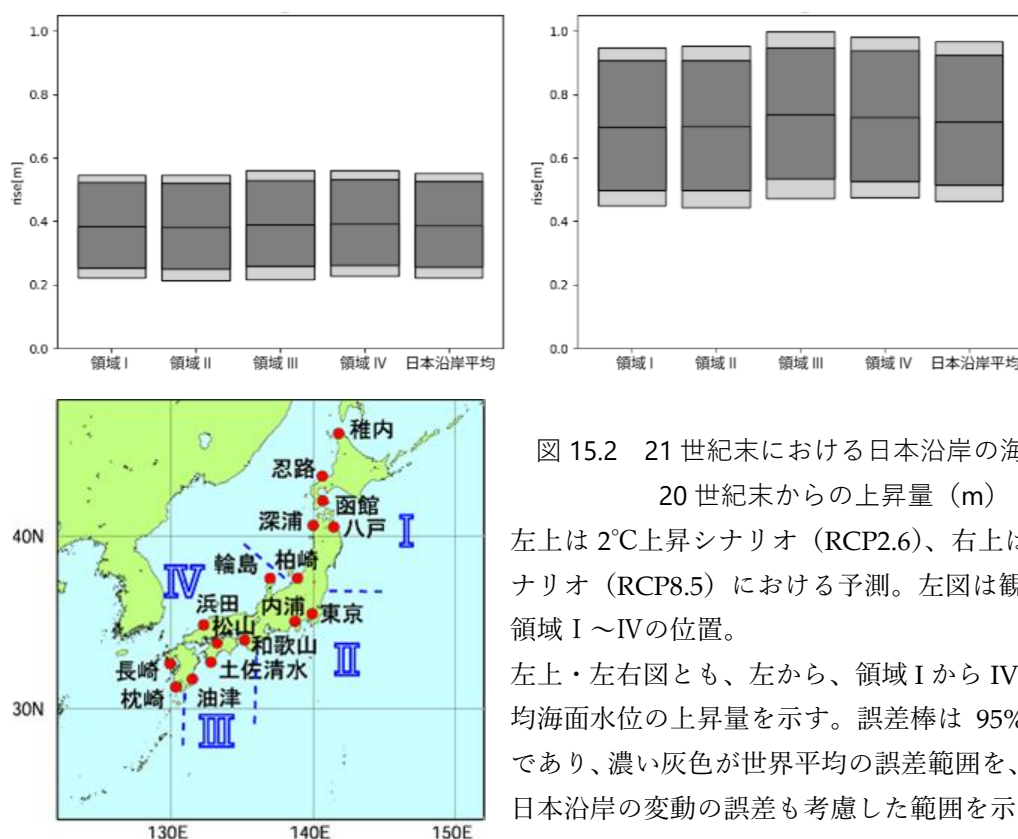 1.0
0.8
0.6
0.4
0.2
0.0
rise[m]
領域 I
領域 II
領域 III
領域 IV
日本沿岸平均
1.0
0.8
0.6
0.4
0.2
0.0
rise[m]
領域 I
領域 II
領域 III
領域 IV
日本沿岸平均
稚内
忍路
函館
深浦
八戸
I
40N
輪島
柏崎
IV
浜田
内浦
東京
松山
和歌山
II
長崎
土佐清水
枕崎
油津
30N
III
130E
140E
150E
図 15.2 21 世紀末における日本沿岸の海
20 世紀末からの上昇量（m）
左上は 2℃上昇シナリオ（RCP2.6）、右上は
ナリオ（RCP8.5）における予測。左図は観
領域 I ～IVの位置。
左上・左右図とも、左から、領域 I から IV
均海面水位の上昇量を示す。誤差棒は 95%
であり、濃い灰色が世界平均の誤差範囲を、
日本沿岸の変動の誤差も考慮した範囲を示